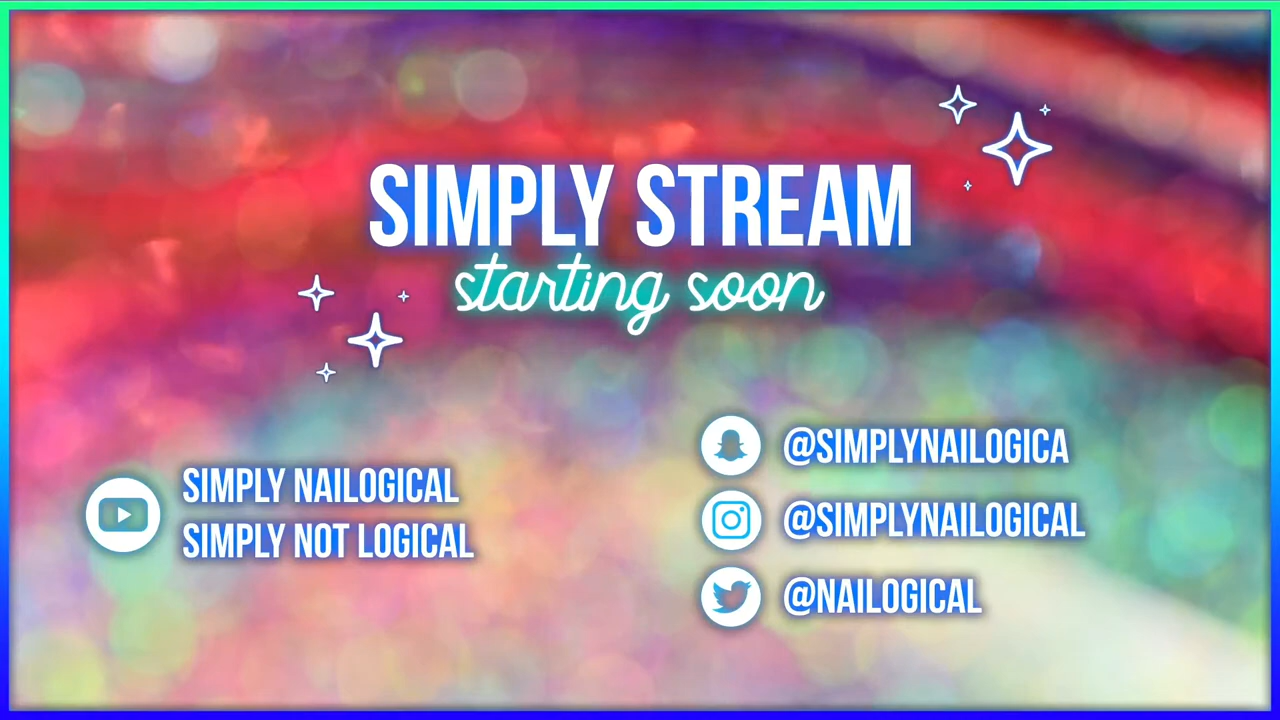 SIMPLY STREAM
starting soon
SIMPLY NAILOGICAL
SIMPLY NOT LOGICAL
@SIMPLYNAILOGICA
@SIMPLYNAILOGICAL
@NAILOGICAL